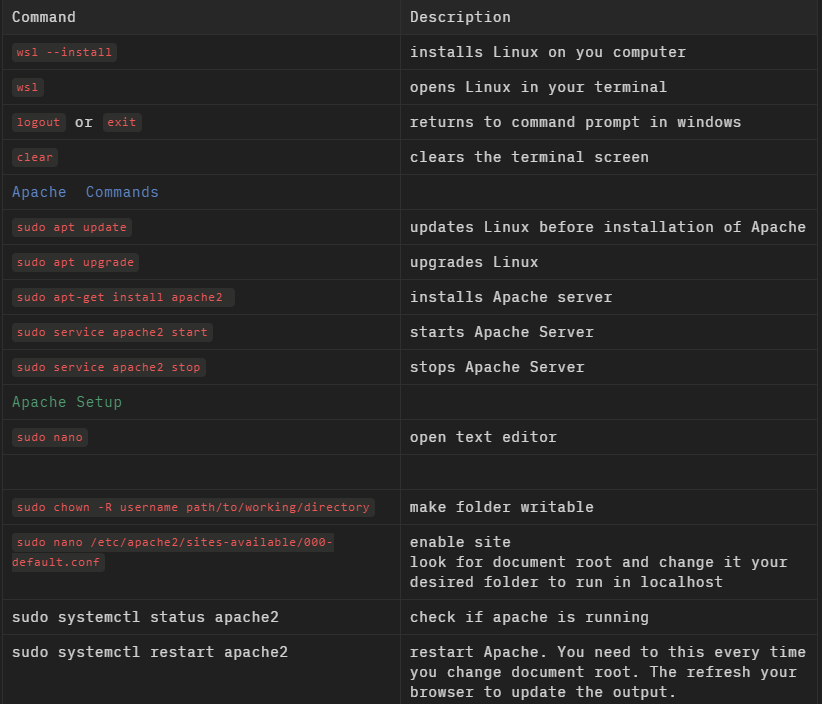 Command Description
wsl --install installs Linux on you computer
wsl opens Linux in your terminal
logout or exit returns to command prompt in windows
clear clears the terminal screen
Apache Commands
sudo apt update updates Linux before installation of Apache
sudo apt upgrade upgrades Linux
sudo apt-get install apache2 installs Apache server
sudo service apache2 start starts Apache Server
sudo service apache2 stop stops Apache Server
Apache Setup
sudo nano open text editor
sudo chown -R username path/to/working/directory make folder writable
sudo nano /etc/apache2/sites-available/000-
default.conf
enable site
look for document root and change it your
desired folder to run in localhost
sudo systemctl status apache2 check if apache is running
sudo systemctl restart apache2 restart Apache. You need to this every time
you change document root. The refresh your
browser to update the output.